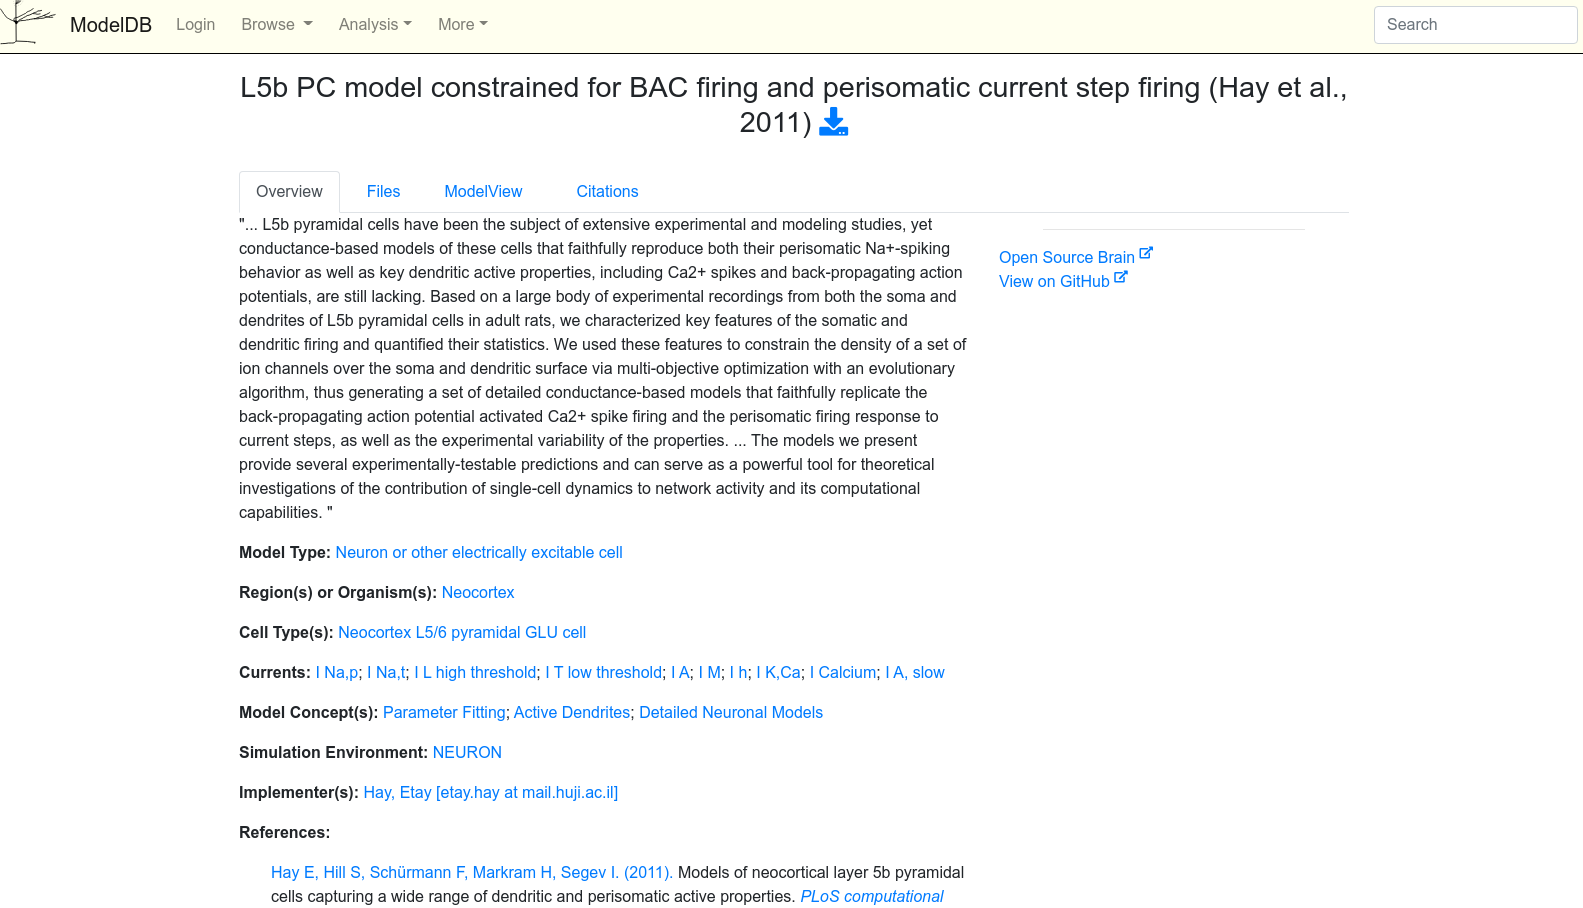 ModelDB Login Browse Analysis More Search
L5b PC model constrained for BAC firing and perisomatic current step firing (Hay et al.,
2011)
Overview Files ModelView Citations
"... L5b pyramidal cells have been the subject of extensive experimental and modeling studies, yet
conductance-based models of these cells that faithfully reproduce both their perisomatic Na+-spiking
behavior as well as key dendritic active properties, including Ca2+ spikes and back-propagating action
potentials, are still lacking. Based on a large body of experimental recordings from both the soma and
dendrites of L5b pyramidal cells in adult rats, we characterized key features of the somatic and
dendritic firing and quantified their statistics. We used these features to constrain the density of a set of
ion channels over the soma and dendritic surface via multi-objective optimization with an evolutionary
algorithm, thus generating a set of detailed conductance-based models that faithfully replicate the
back-propagating action potential activated Ca2+ spike firing and the perisomatic firing response to
current steps, as well as the experimental variability of the properties. ... The models we present
provide several experimentally-testable predictions and can serve as a powerful tool for theoretical
investigations of the contribution of single-cell dynamics to network activity and its computational
capabilities. "
Model Type: Neuron or other electrically excitable cell
Region(s) or Organism(s): Neocortex
Cell Type(s): Neocortex L5/6 pyramidal GLU cell
Currents: I Na,p; I Na,t; I L high threshold; I T low threshold; I A; I M; I h; I K,Ca; I Calcium; I A, slow
Model Concept(s): Parameter Fitting; Active Dendrites; Detailed Neuronal Models
Simulation Environment: NEURON
Implementer(s): Hay, Etay [etay.hay at mail.huji.ac.il]
References:
Hay E, Hill S, Schürmann F, Markram H, Segev I. (2011). Models of neocortical layer 5b pyramidal
cells capturing a wide range of dendritic and perisomatic active properties. PLoS computational
Open Source Brain
View on GitHub